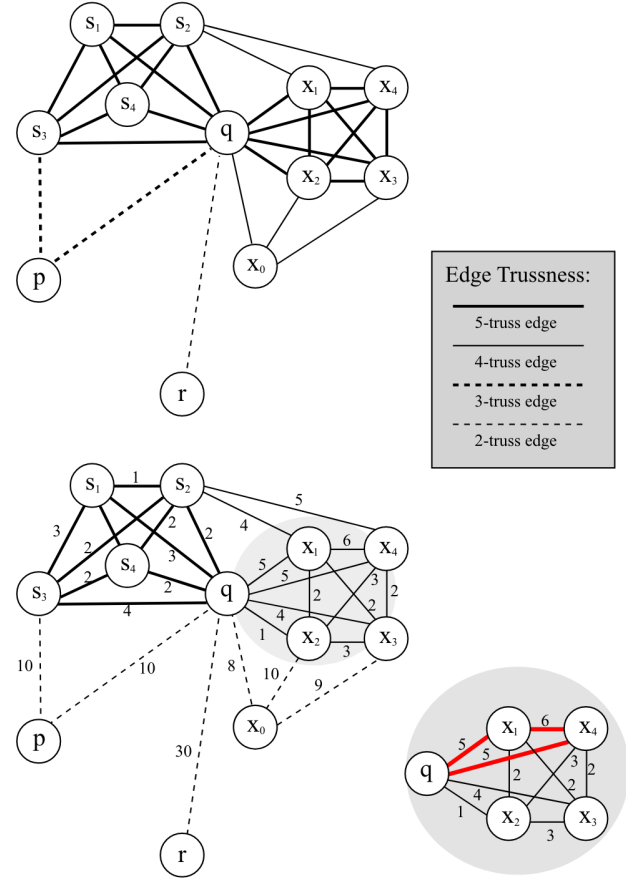 s₁ s₂
x₁ x₄
s₄
s₃ q
x₂ x₃
p x₀
Edge Trussness:
5-truss edge
4-truss edge
3-truss edge
2-truss edge
r
s₁ 1 s₂ 5
3 2 2 2 4
2 3 5 x₁ 6 x₄
s₄ 5 3
2 2 2 2 2
s₃ 4 q 4
1 x₂ 3 x₃
10 10 8 10 9
p x₀
30
r
x₁ 6 x₄
5 5 3
q 2 2 2
4
1 x₂ x₃
3